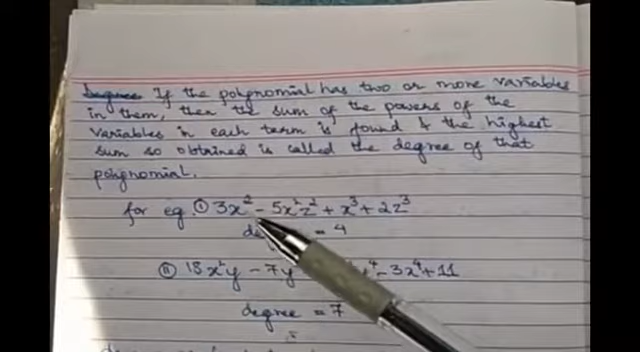 Degree If the polynomial has two or more variables
in them, then the sum of the powers of the
variables in each term is found & the highest
sum so obtained is called the degree of that
polynomial.
for eg. ① 3x² - 5x²z² + x³ + 2z³
= 4
② 18x²y - 7y - 3x⁴ + 11
degree = 7